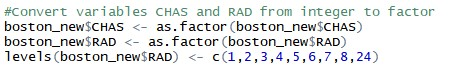 #Convert variables CHAS and RAD from integer to factor
boston_new$CHAS <- as.factor(boston_new$CHAS)
boston_new$RAD <- as.factor(boston_new$RAD)
levels(boston_new$RAD) <- c(1,2,3,4,5,6,7,8,24)